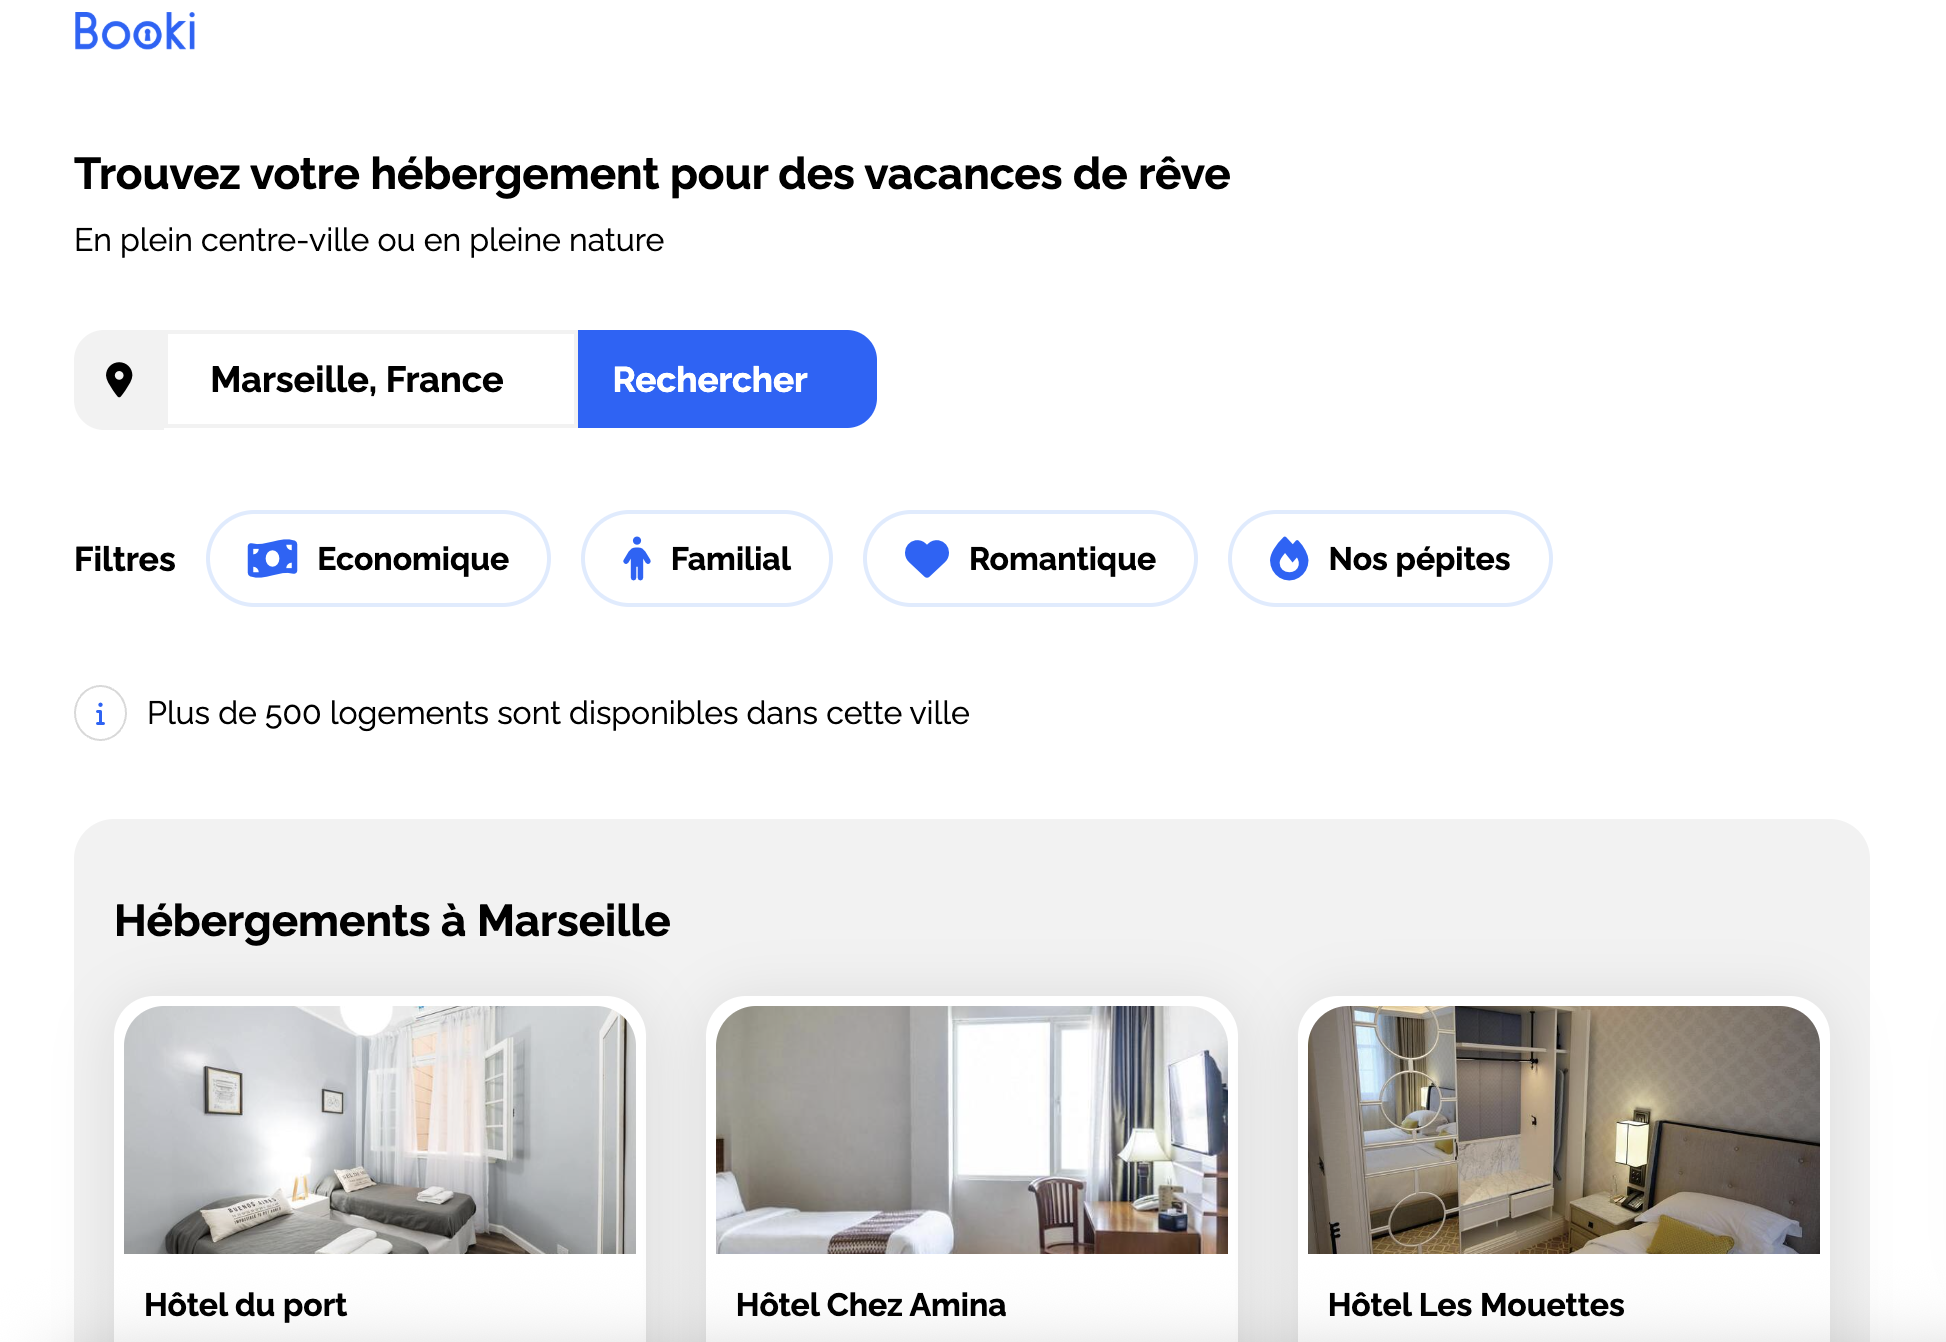 Booki
Trouvez votre hébergement pour des vacances de rêve
En plein centre-ville ou en pleine nature
Marseille, France
Rechercher
Filtres
Economique
Familial
Romantique
Nos pépites
i
Plus de 500 logements sont disponibles dans cette ville
Hébergements à Marseille
BUENOS AIRES
Hôtel du port
Hôtel Chez Amina
Hôtel Les Mouettes